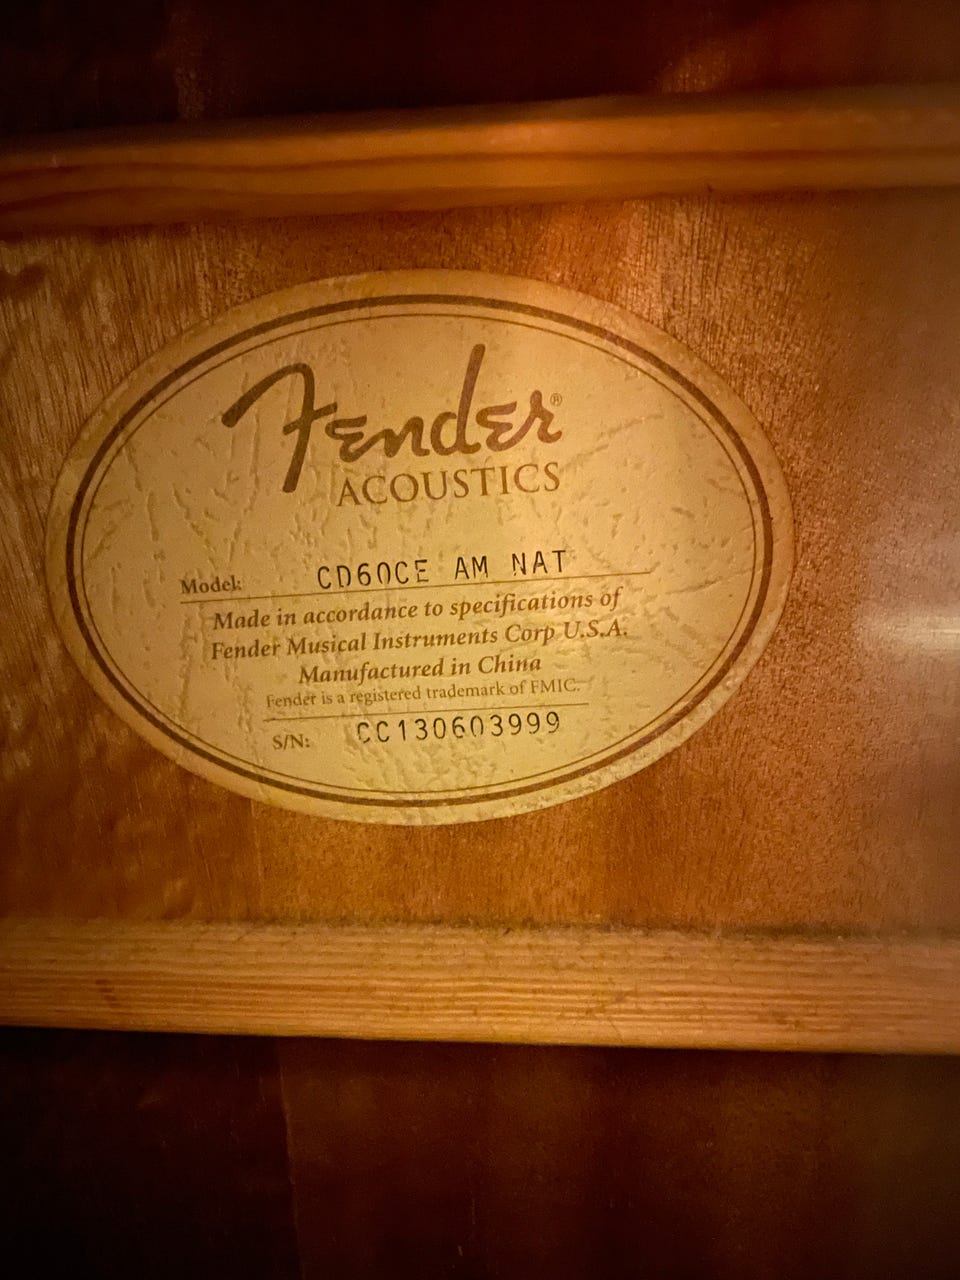 Fender®
ACOUSTICS
Model: CD60CE AM NAT
Made in accordance to specifications of
Fender Musical Instruments Corp U.S.A.
Manufactured in China
Fender is a registered trademark of FMIC.
S/N: CC130603999